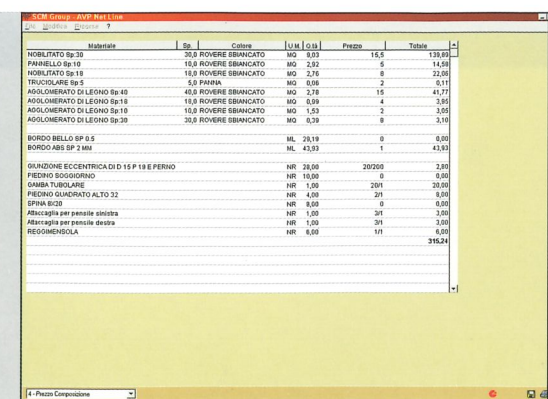 SCM Group - AVP Net Line
File Modifica Elabora ?
Materiale Sp. Colore U.M. Q.tà Prezzo Totale
NOBILITATO Sp:30 30,0 ROVERE SBIANCATO MQ 9,03 15,5 139,89
PANNELLO Sp:10 10,0 ROVERE SBIANCATO MQ 2,92 5 14,58
NOBILITATO Sp:18 18,0 ROVERE SBIANCATO MQ 2,76 8 22,06
TRUCIOLARE Sp:5 5,0 PANNA MQ 0,06 2 0,11
AGGLOMERATO DI LEGNO Sp:40 40,0 ROVERE SBIANCATO MQ 2,78 15 41,77
AGGLOMERATO DI LEGNO Sp:18 18,0 ROVERE SBIANCATO MQ 0,99 4 3,95
AGGLOMERATO DI LEGNO Sp:10 10,0 ROVERE SBIANCATO MQ 1,53 2 3,05
AGGLOMERATO DI LEGNO Sp:30 30,0 ROVERE SBIANCATO MQ 0,39 8 3,10
BORDO BELLO SP 0.5 ML 29,19 0 0,00
BORDO ABS SP 2 MM ML 43,93 1 43,93
GIUNZIONE ECCENTRICA DI D 15 P 19 E PERNO NR 28,00 20/200 2,80
PIEDINO SOGGIORNO NR 10,00 0 0,00
GAMBA TUBOLARE NR 1,00 20/1 20,00
PIEDINO QUADRATO ALTO 32 NR 4,00 2/1 8,00
SPINA 8X20 NR 8,00 0 0,00
Attaccaglia per pensile sinistra NR 1,00 3/1 3,00
Attaccaglia per pensile destra NR 1,00 3/1 3,00
REGGIMENSOLA NR 6,00 1/1 6,00
315,24
4 - Prezzo Composizione